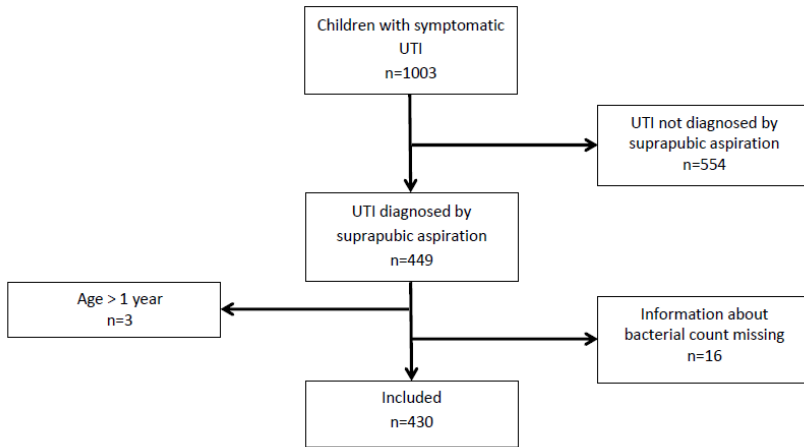 Children with symptomatic
UTI
n=1003
UTI not diagnosed by
suprapubic aspiration
n=554
UTI diagnosed by
suprapubic aspiration
n=449
Age > 1 year
n=3
Information about
bacterial count missing
n=16
Included
n=430